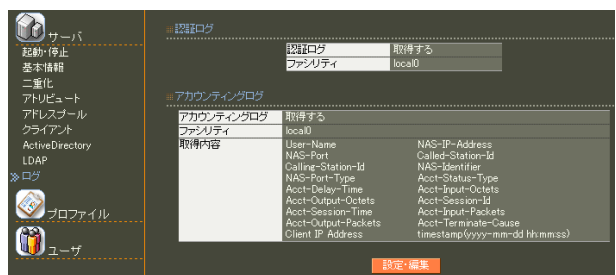 サーバ
起動・停止
基本情報
二重化
アトリビュート
アドレスプール
クライアント
ActiveDirectory
LDAP
ログ
プロファイル
ユーザ
認証ログ
認証ログ 取得する
ファシリティ local0
アカウンティングログ
アカウンティングログ 取得する
ファシリティ local0
取得内容 User-Name NAS-IP-Address
NAS-Port Called-Station-Id
Calling-Station-Id NAS-Identifier
NAS-Port-Type Acct-Status-Type
Acct-Delay-Time Acct-Input-Octets
Acct-Output-Octets Acct-Session-Id
Acct-Session-Time Acct-Input-Packets
Acct-Output-Packets Acct-Terminate-Cause
Client IP Address timestamp(yyyy-mm-dd hh:mm:ss)
設定・編集